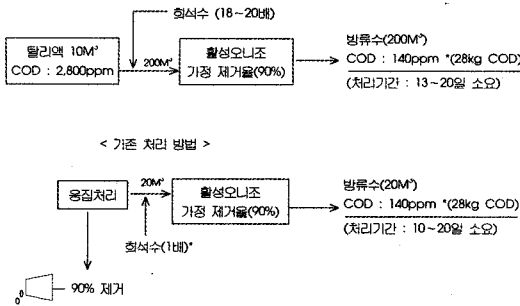 희석수 (18~20배)
탈리액 10M³
COD : 2,800ppm
200M³
활성오니조
가정 제거율(90%)
방류수(200M³)
COD : 140ppm *(28kg COD)
(처리기간 : 13~20일 소요)
< 기존 처리 방법 >
응집처리
20M³
활성오니조
가정 제거율(90%)
방류수(20M³)
COD : 140ppm *(28kg COD)
(처리기간 : 10~20일 소요)
희석수(1배)*
90% 제거